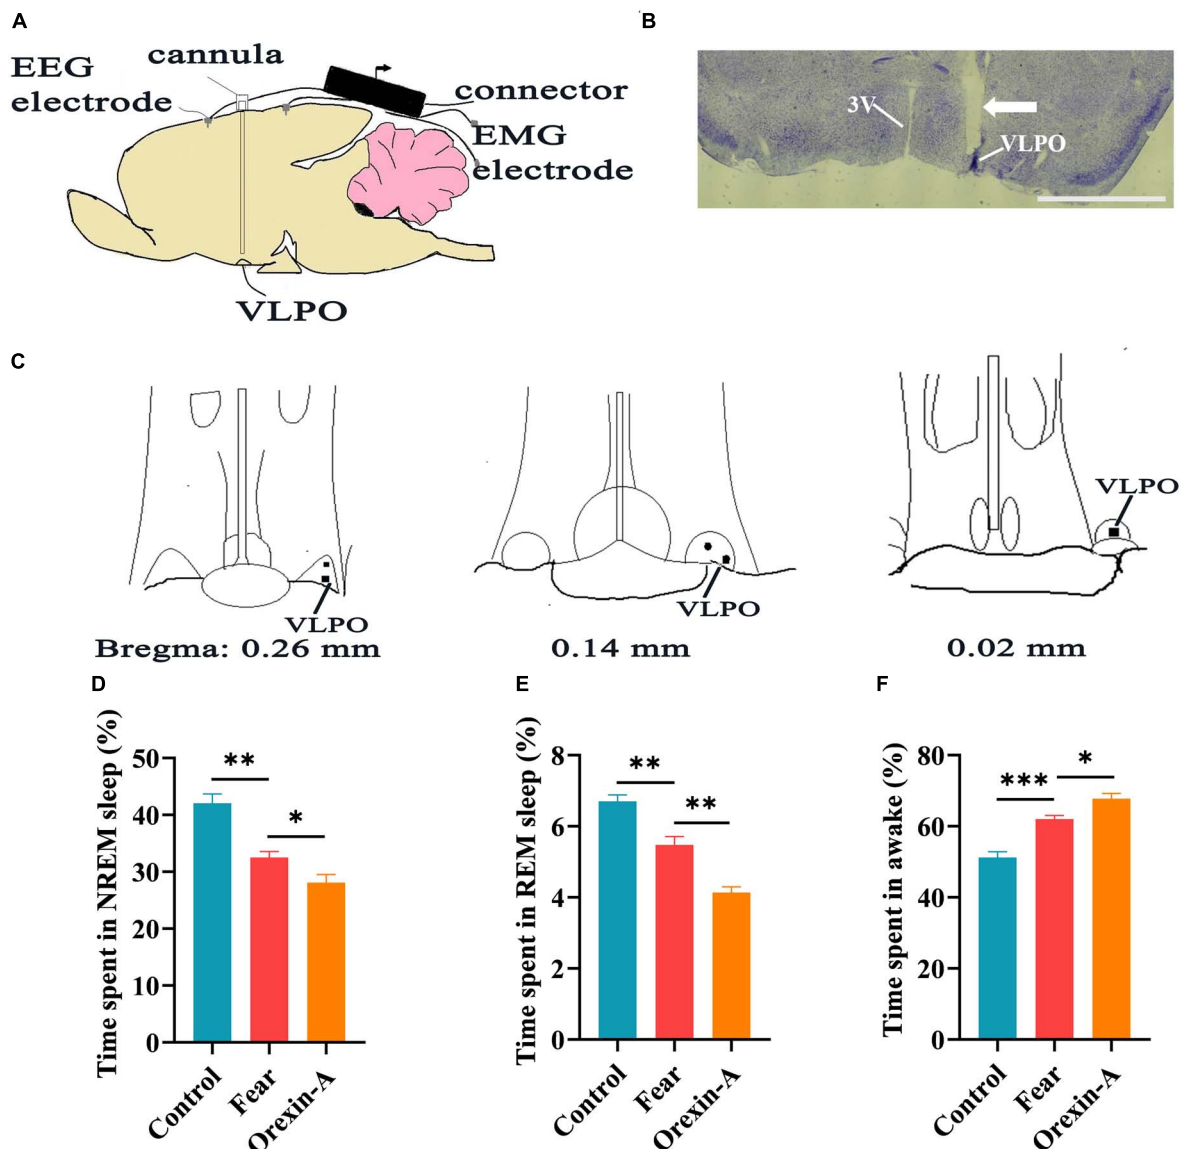 A
EEG
electrode
cannula
connector
EMG
electrode
VLPO
B
3V
VLPO
C
VLPO
Bregma: 0.26 mm
VLPO
0.14 mm
VLPO
0.02 mm
D
Time spent in NREM sleep (%)
50
40
30
20
10
0
**
*
Control
Fear
Orexin-A
E
Time spent in REM sleep (%)
8
6
4
2
0
**
**
Control
Fear
Orexin-A
F
Time spent in awake (%)
80
60
40
20
0
***
*
Control
Fear
Orexin-A